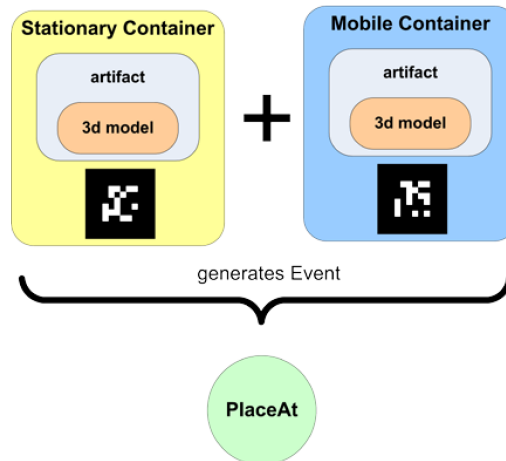 Stationary Container
artifact
3d model
Mobile Container
artifact
3d model
generates Event
PlaceAt